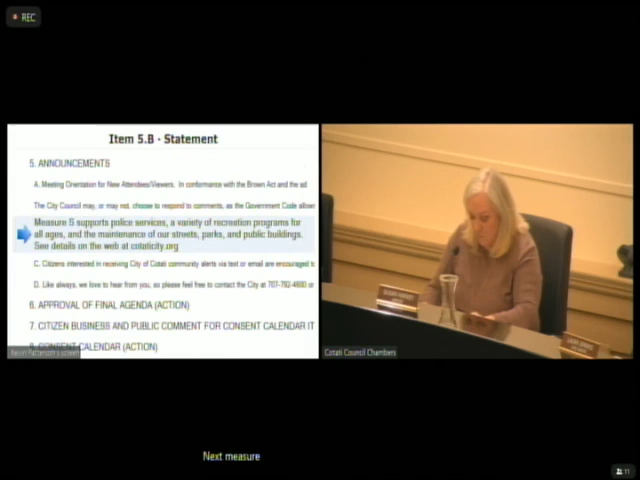 REC
Item 5.B - Statement
5. ANNOUNCEMENTS
A. Meeting Orientation for New Attendees/Viewers. In conformance with the Brown Act and the ad
The City Council may, or may not, choose to respond to comments, as the Government Code allows
Measure S supports police services, a variety of recreation programs for
all ages, and the maintenance of our streets, parks, and public buildings.
See details on the web at cotaticity.org
C. Citizens interested in receiving City of Cotati community alerts via text or email are encouraged to
D. Like always, we love to hear from you, so please feel free to contact the City at 707-792-4600 or
6. APPROVAL OF FINAL AGENDA (ACTION)
7. CITIZEN BUSINESS AND PUBLIC COMMENT FOR CONSENT CALENDAR IT
8. CONSENT CALENDAR (ACTION)
Cotati Council Chambers
Next measure
11